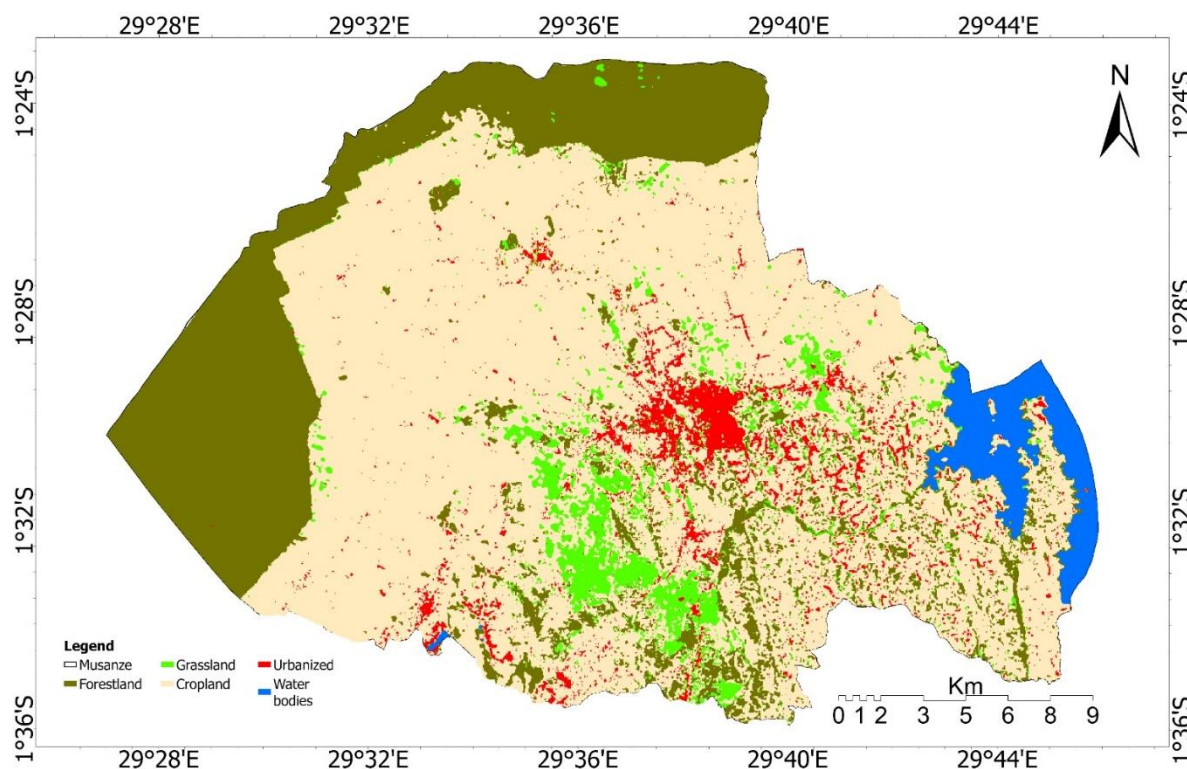 29°28'E 29°32'E 29°36'E 29°40'E 29°44'E
N
1°24'S 1°24'S
1°28'S 1°28'S
1°32'S 1°32'S
1°36'S 1°36'S
Legend
Musanze Grassland Urbanized
Forestland Cropland Water
bodies
Km
0 1 2 3 5 6 8 9
29°28'E 29°32'E 29°36'E 29°40'E 29°44'E